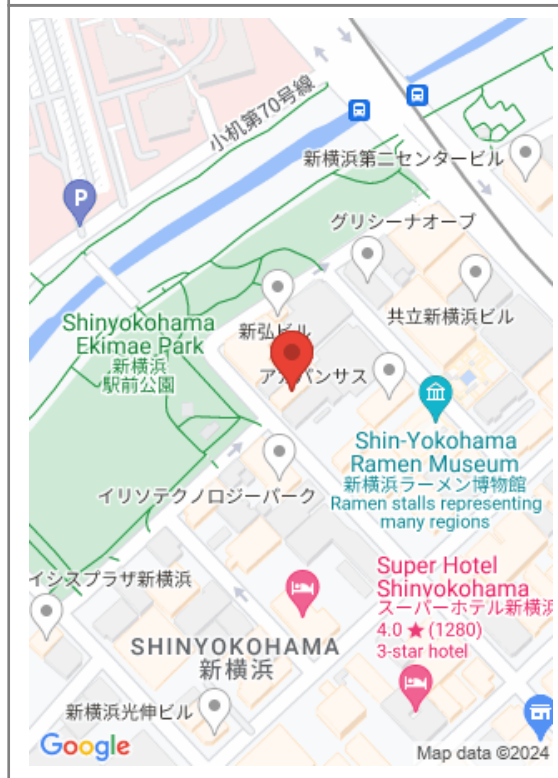 小机第70号線
新横浜第二センタービル
P
グリシーナオーブ
新弘ビル
共立新横浜ビル
Shinyokohama
Ekimae Park
新横浜
駅前公園
Shin-Yokohama
Ramen Museum
新横浜ラーメン博物館
Ramen stalls representing
many regions
イリソテクノロジーパーク
Super Hotel
Shinyokohama
スーパーホテル新横浜
4.0 ★ (1280)
3-star hotel
イシスプラザ新横浜
SHINYOKOHAMA
新横浜
新横浜光伸ビル
Google
Map data ©2024